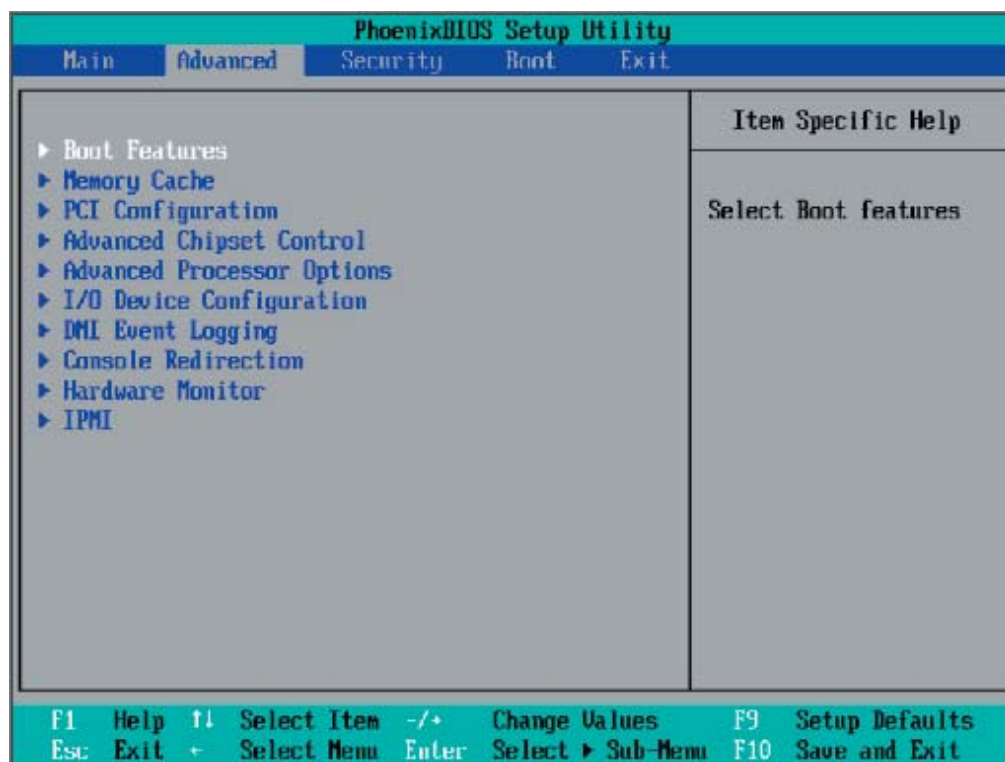 PhoenixBIOS Setup Utility
Main Advanced Security Boot Exit
Item Specific Help
▶ Boot Features
▶ Memory Cache
▶ PCI Configuration
▶ Advanced Chipset Control
▶ Advanced Processor Options
▶ I/O Device Configuration
▶ DMI Event Logging
▶ Console Redirection
▶ Hardware Monitor
▶ IPMI
Select Boot features
F1 Help ↑↓ Select Item -/+ Change Values F9 Setup Defaults
Esc Exit ← Select Menu Enter Select ▶ Sub-Menu F10 Save and Exit